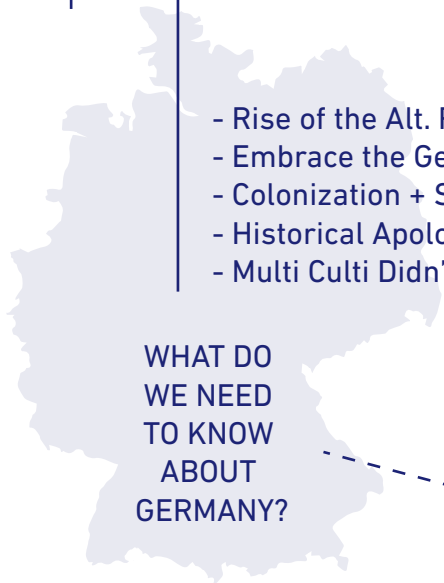 - Rise of the Alt.
- Embrace the
- Colonization +
- Historical
- Multi Culti
WHAT DO
WE NEED
TO KNOW
ABOUT
GERMANY?